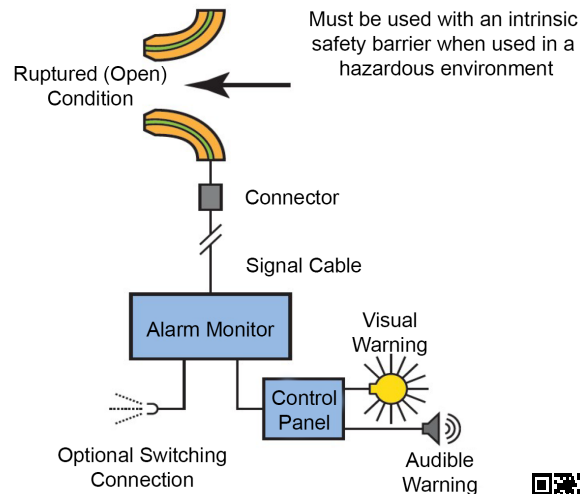 Must be used with an intrinsic
safety barrier when used in a
hazardous environment
Ruptured (Open)
Condition
Connector
Signal Cable
Alarm Monitor
Visual
Warning
Control
Panel
Optional Switching
Connection
Audible
Warning